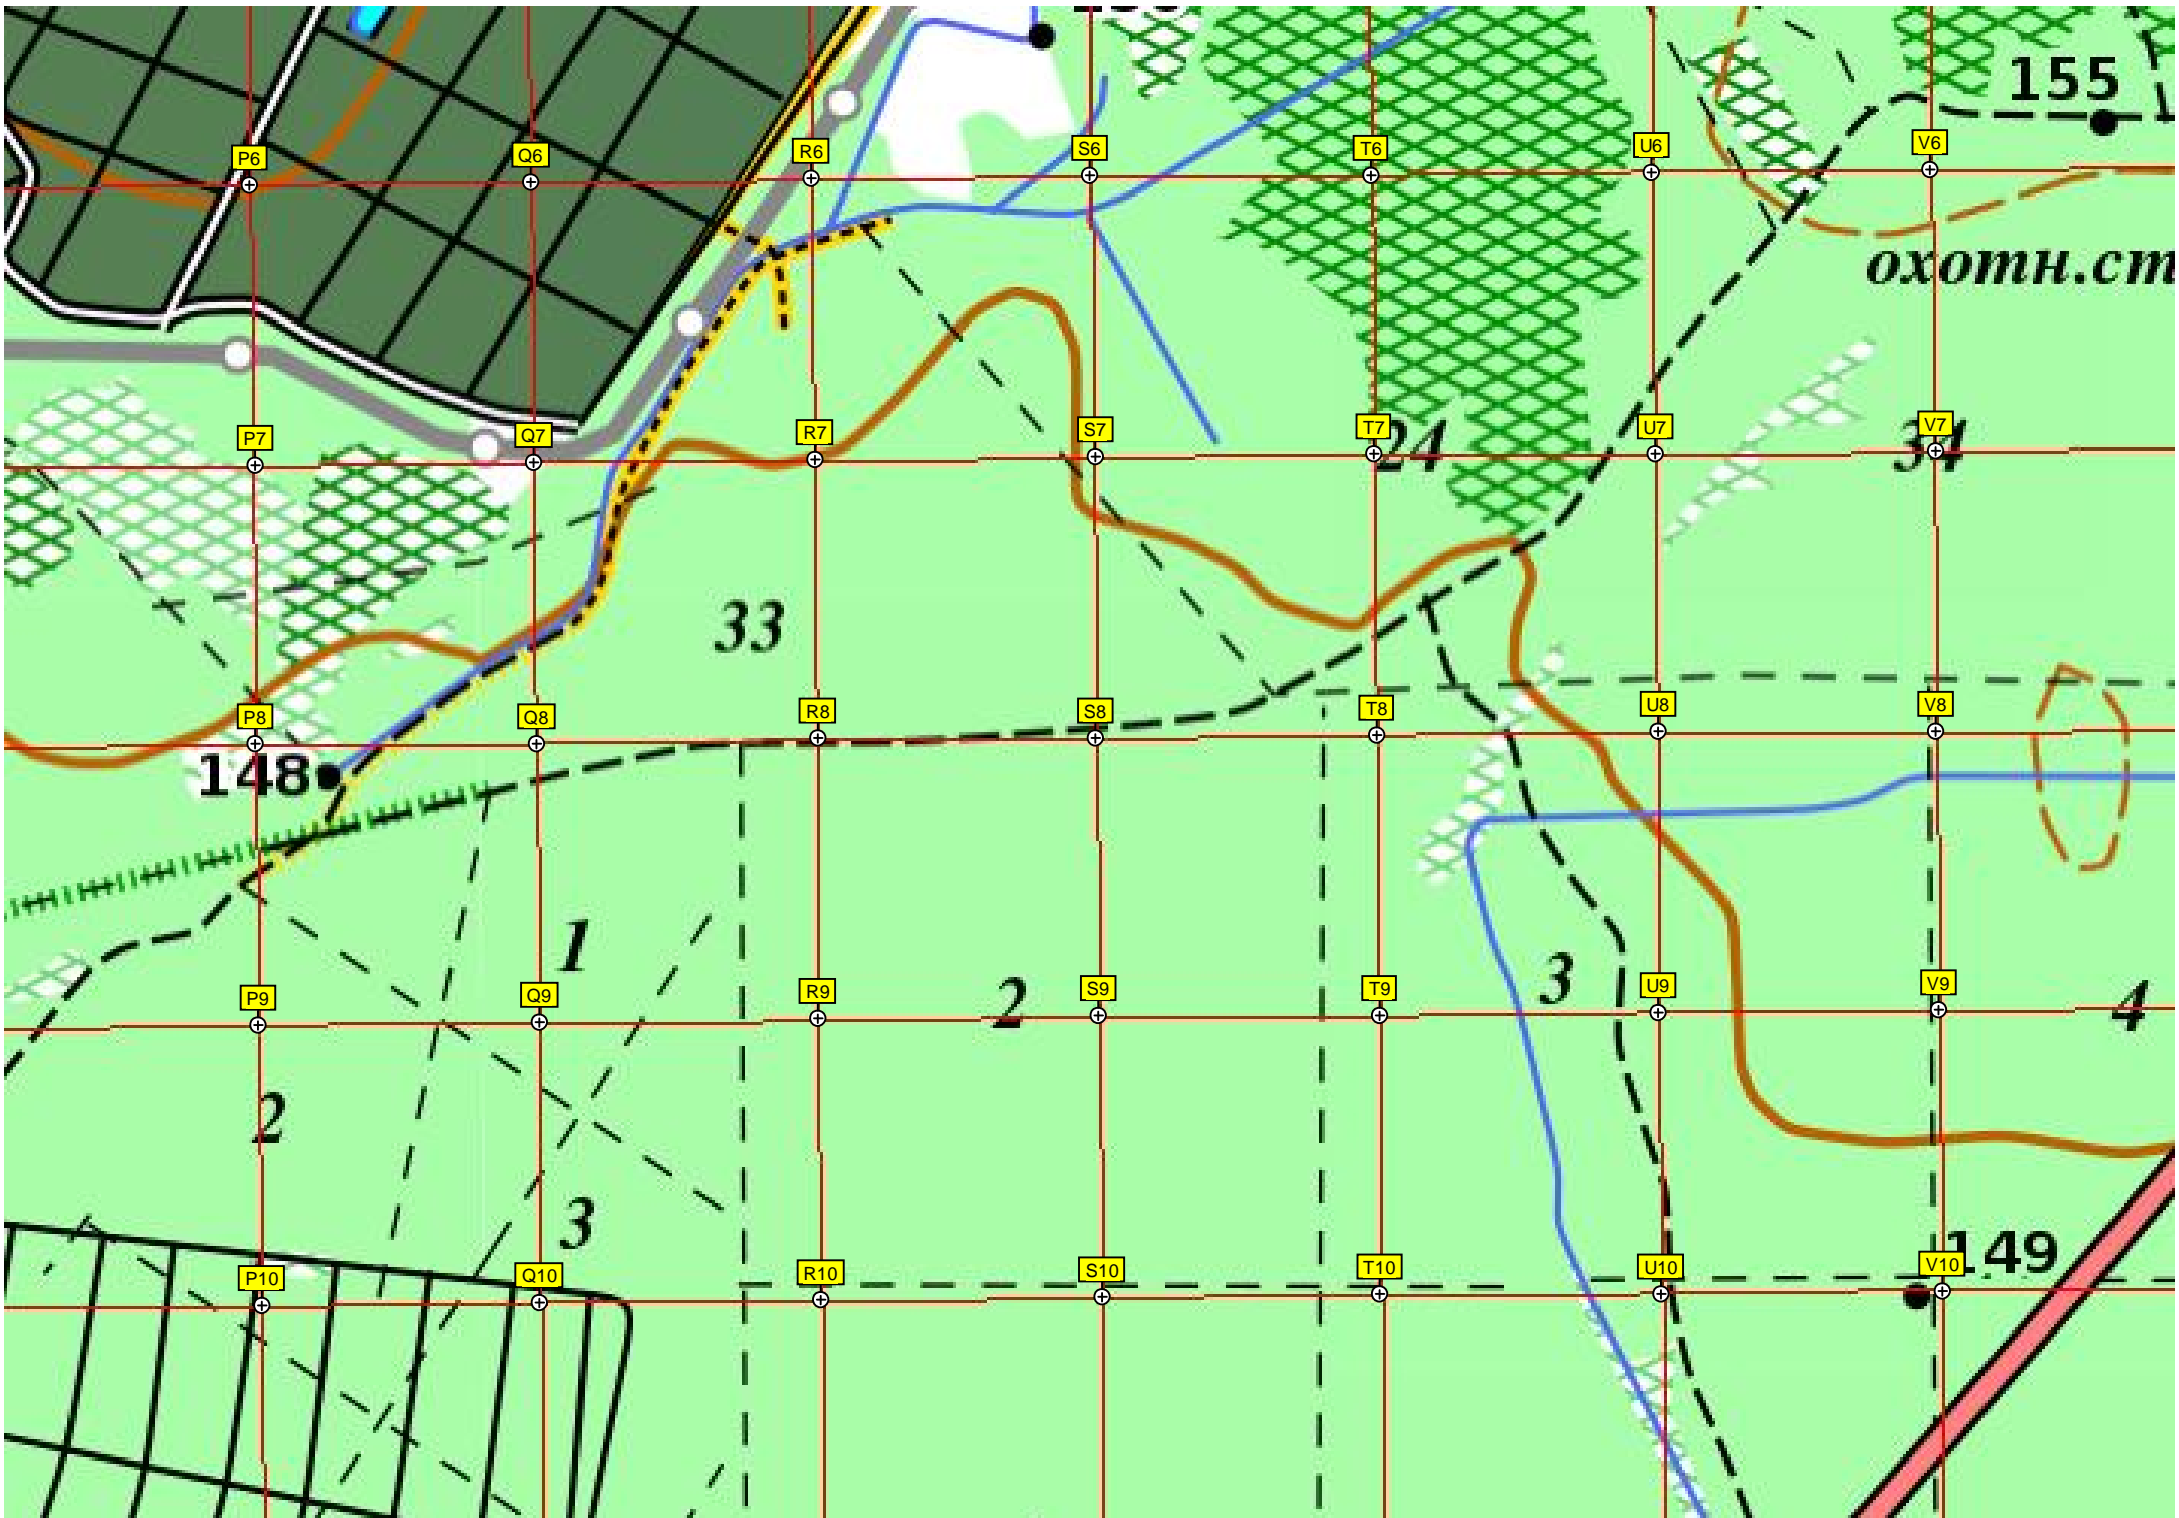 155
P6 Q6 R6 S6 T6 U6 V6
охотн.ст
P7 Q7 R7 S7 T7 U7 V7
24 34
33
P8 Q8 R8 S8 T8 U8 V8
148
1
3
P9 Q9 R9 S9 T9 U9 V9
2 4
2
3
149
P10 Q10 R10 S10 T10 U10 V10